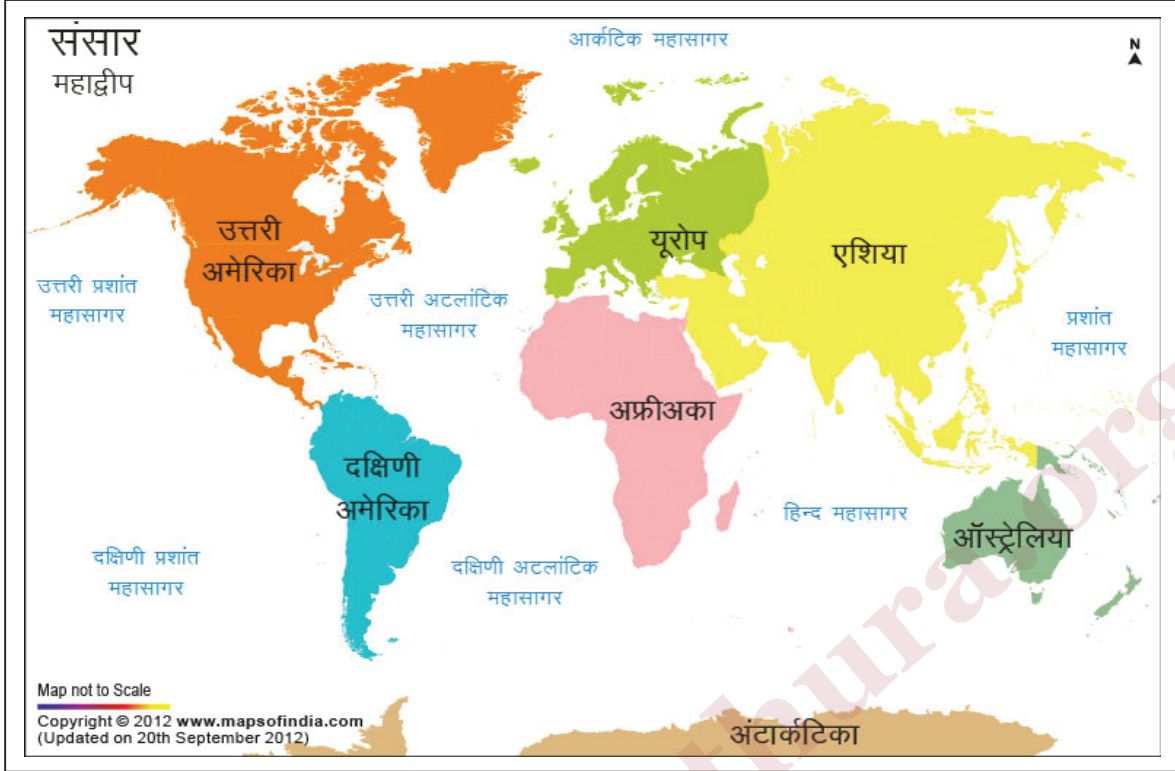 संसार
महाद्वीप
आर्कटिक महासागर
N
उत्तरी
अमेरिका
यूरोप
एशिया
उत्तरी प्रशांत
महासागर
उत्तरी अटलांटिक
महासागर
प्रशांत
महासागर
अफ्रीअका
दक्षिणी
अमेरिका
हिन्द महासागर
ऑस्ट्रेलिया
दक्षिणी प्रशांत
महासागर
दक्षिणी अटलांटिक
महासागर
Map not to Scale
Copyright © 2012 www.mapsofindia.com
(Updated on 20th September 2012)
अंटार्कटिका
thura.org